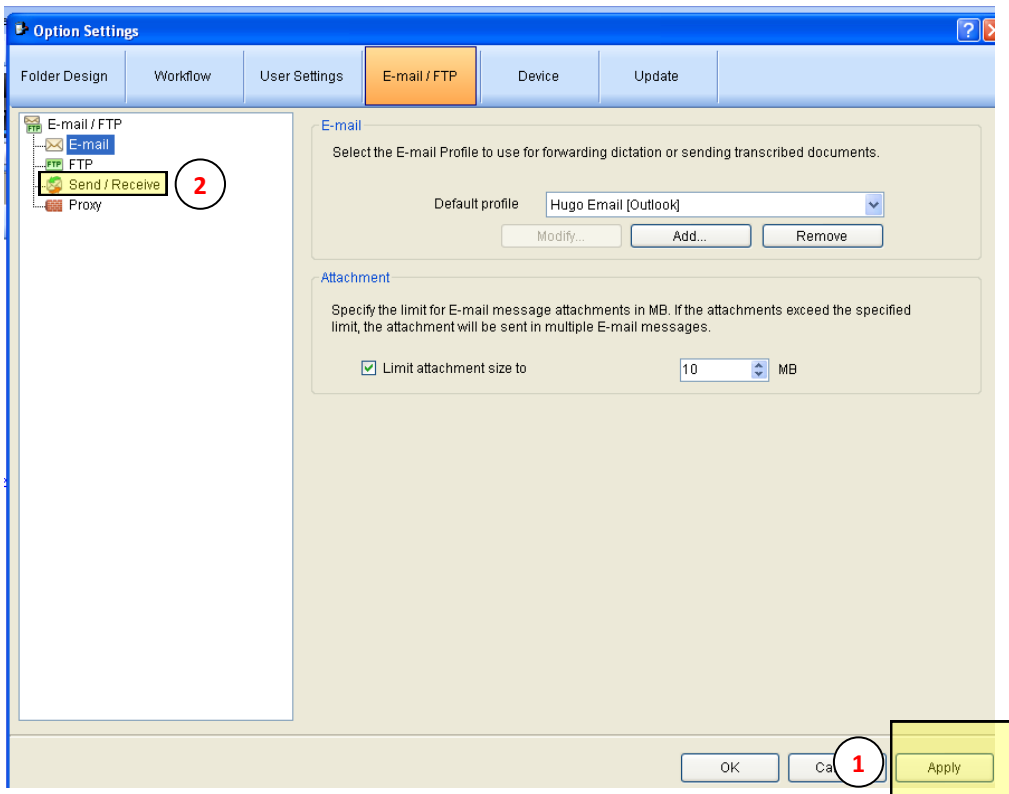 Option Settings
Folder Design
Workflow
User Settings
E-mail / FTP
Device
Update
E-mail / FTP
E-mail
FTP
Send / Receive
2
Proxy
E-mail
Select the E-mail Profile to use for forwarding dictation or sending transcribed documents.
Default profile
Hugo Email [Outlook]
Modify...
Add...
Remove
Attachment
Specify the limit for E-mail message attachments in MB. If the attachments exceed the specified
limit, the attachment will be sent in multiple E-mail messages.
Limit attachment size to
10
MB
OK
Ca
1
Apply